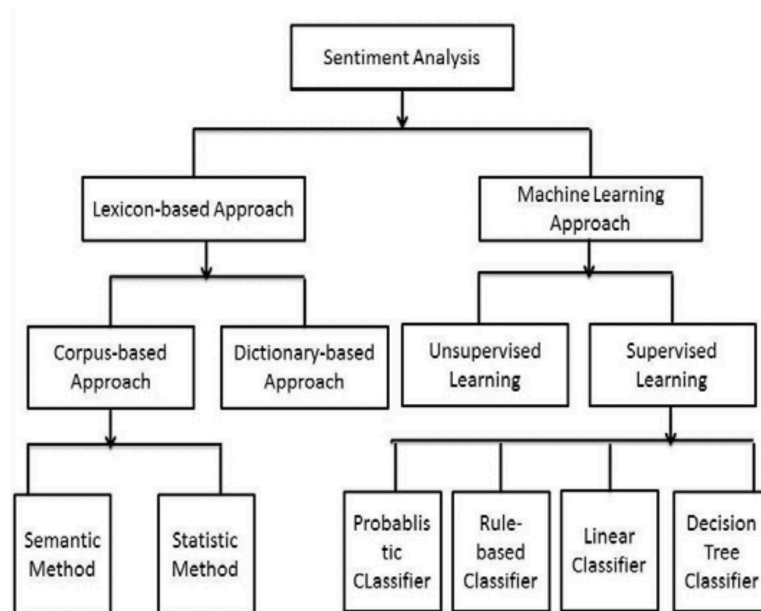 Sentiment Analysis
Lexicon-based Approach
Machine Learning
Approach
Corpus-based
Approach
Dictionary-based
Approach
Unsupervised
Learning
Supervised
Learning
Semantic
Method
Statistic
Method
Probablis
tic
CLassifier
Rule-
based
Classifier
Linear
Classifier
Decision
Tree
Classifier